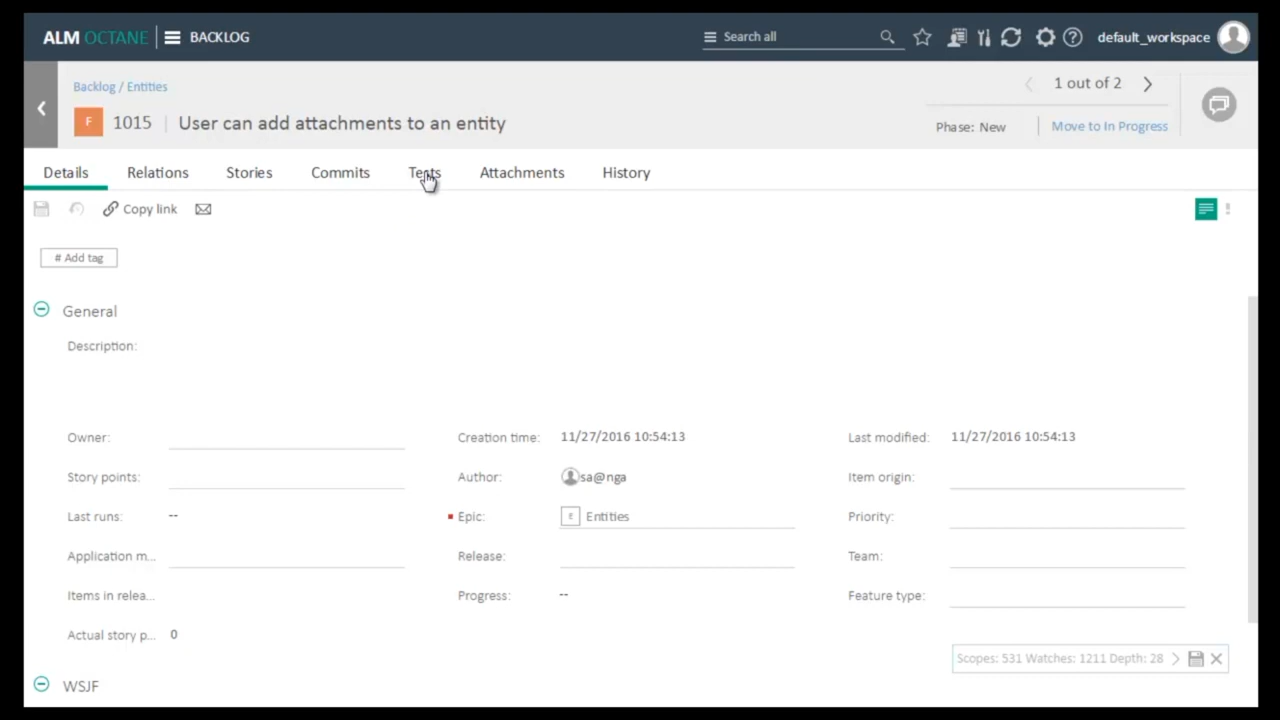 ALM OCTANE BACKLOG Search all default_workspace
Backlog / Entities
1 out of 2
F 1015 User can add attachments to an entity
Phase: New Move to In Progress
Details Relations Stories Commits Tests Attachments History
Copy link
# Add tag
General
Description:
Owner: Creation time: 11/27/2016 10:54:13 Last modified: 11/27/2016 10:54:13
Story points: Author: sa@nga Item origin:
Last runs: -- Epic: E Entities Priority:
Application m... Release: Team:
Items in relea... Progress: -- Feature type:
Actual story p... 0
Scopes: 531 Watches: 1211 Depth: 28
WSJF